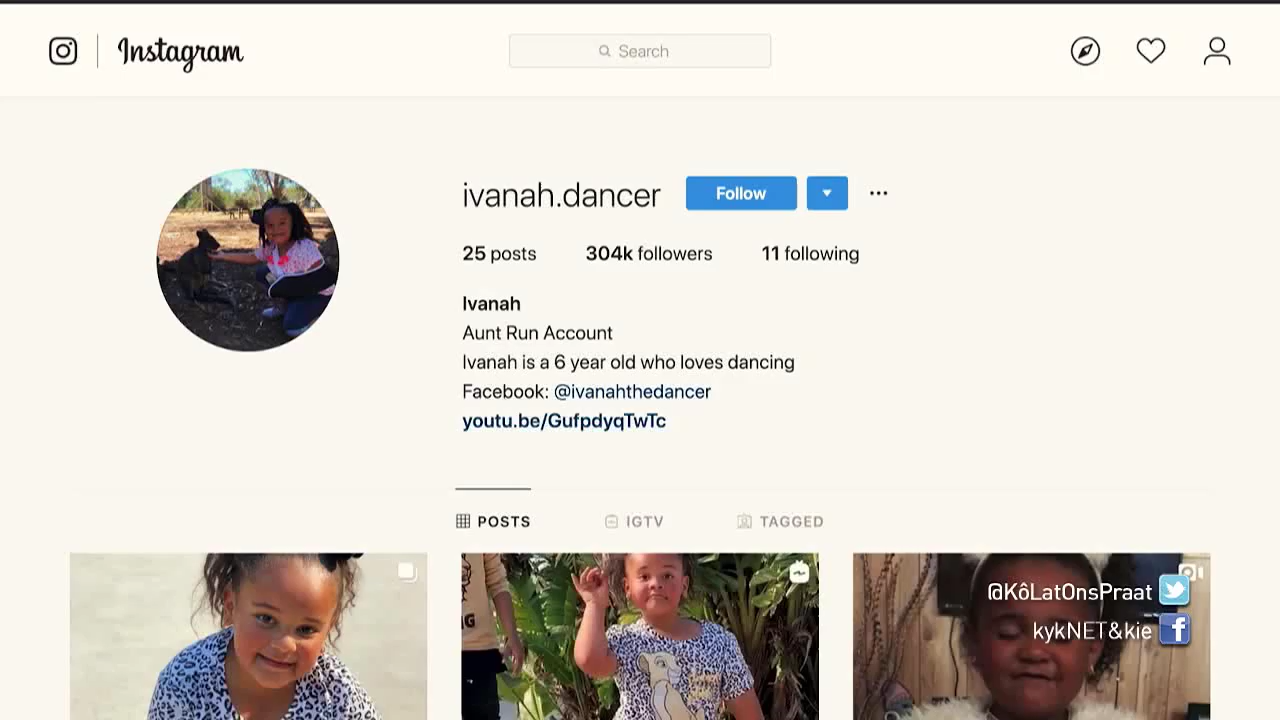 Instagram
Search
ivanah.dancer Follow
25 posts 304k followers 11 following
Ivanah
Aunt Run Account
Ivanah is a 6 year old who loves dancing
Facebook: @ivanahthedancer
youtu.be/GufpdyqTwTc
POSTS IGTV TAGGED
@KôLatOnsPraat
kykNET&kie